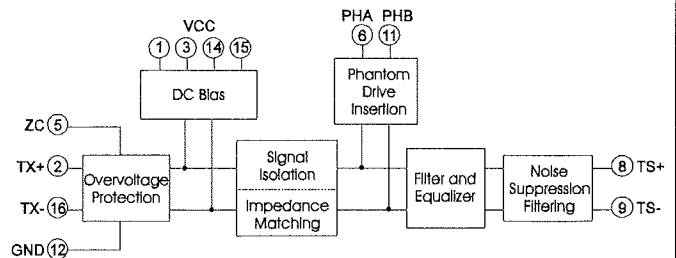 VCC
1 3 14 15
DC Bias
PHA PHB
6 11
Phantom
Drive
Insertion
ZC 5
TX+ 2
TX- 16
GND 12
Overvoltage
Protection
Signal
Isolation
Impedance
Matching
Filter and
Equalizer
Noise
Suppression
Filtering
8 TS+
9 TS-